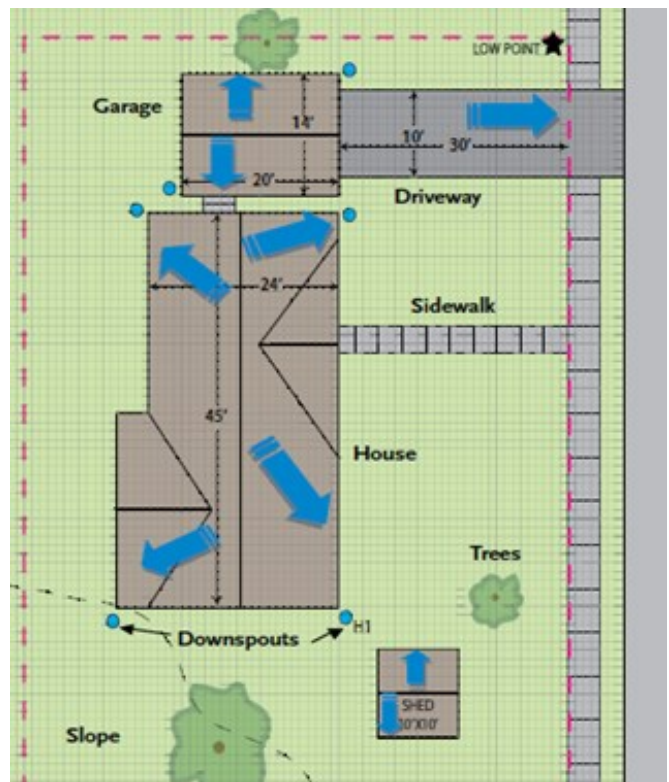 LOW POINT
Garage
14'
10'
30'
20'
Driveway
24'
Sidewalk
45'
House
Trees
H1
Downspouts
SHED
10'X10'
Slope